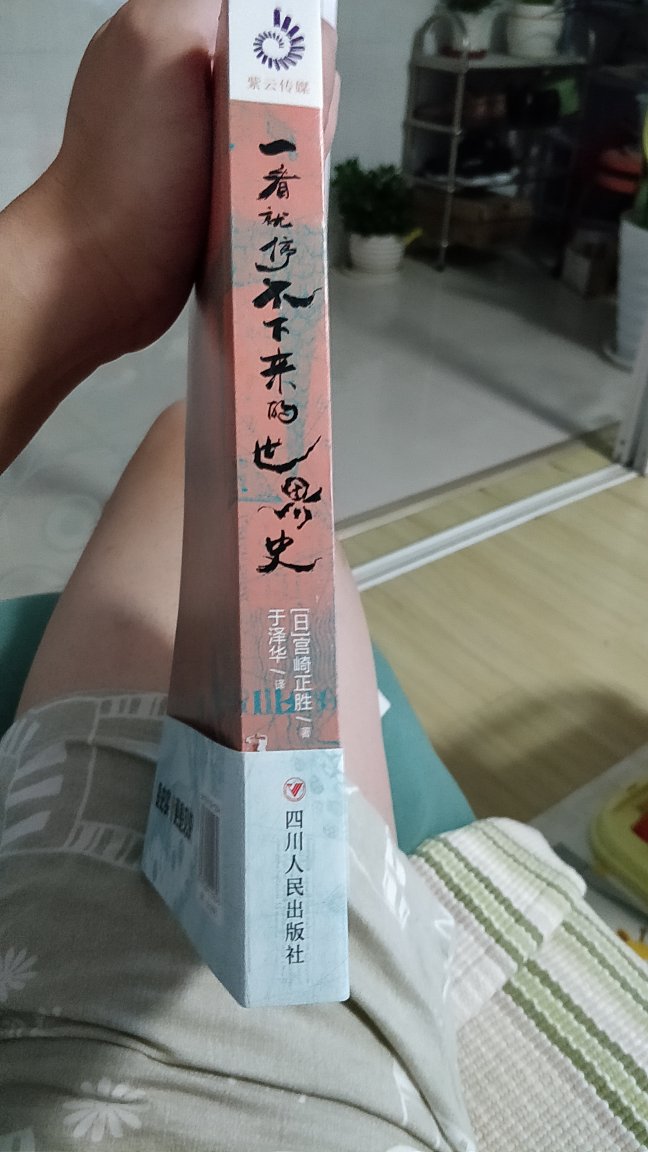 紫云传媒
一看就停不下来的世界史
[日]宫崎正胜/著
于泽华/译
四川人民出版社